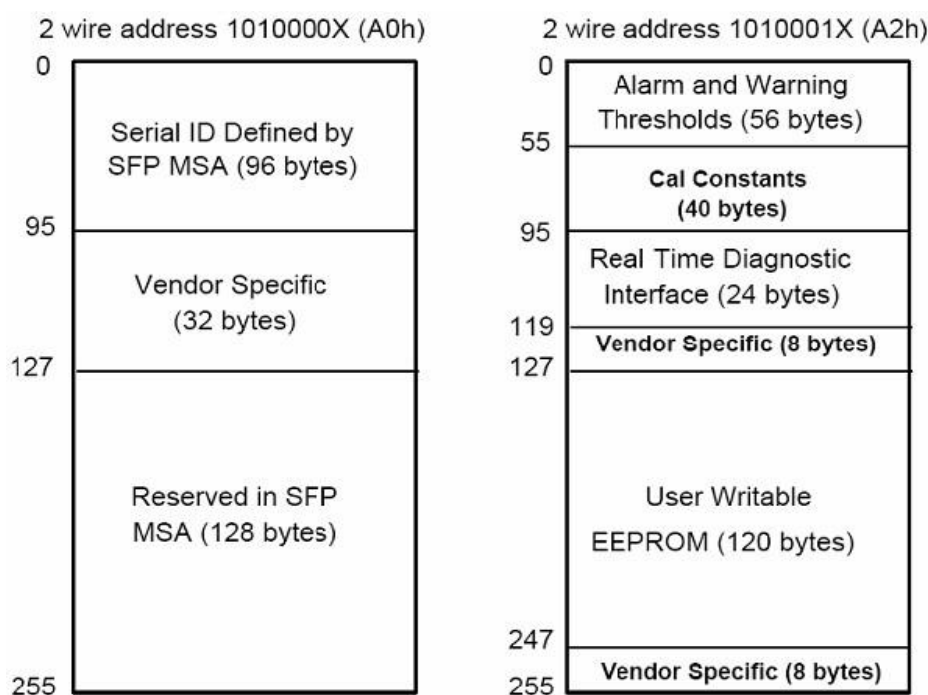 2 wire address 1010000X (A0h)
0
Serial ID Defined by
SFP MSA (96 bytes)
95
Vendor Specific
(32 bytes)
127
Reserved in SFP
MSA (128 bytes)
255
2 wire address 1010001X (A2h)
0
Alarm and Warning
Thresholds (56 bytes)
55
Cal Constants
(40 bytes)
95
Real Time Diagnostic
Interface (24 bytes)
119
Vendor Specific (8 bytes)
127
User Writable
EEPROM (120 bytes)
247
Vendor Specific (8 bytes)
255